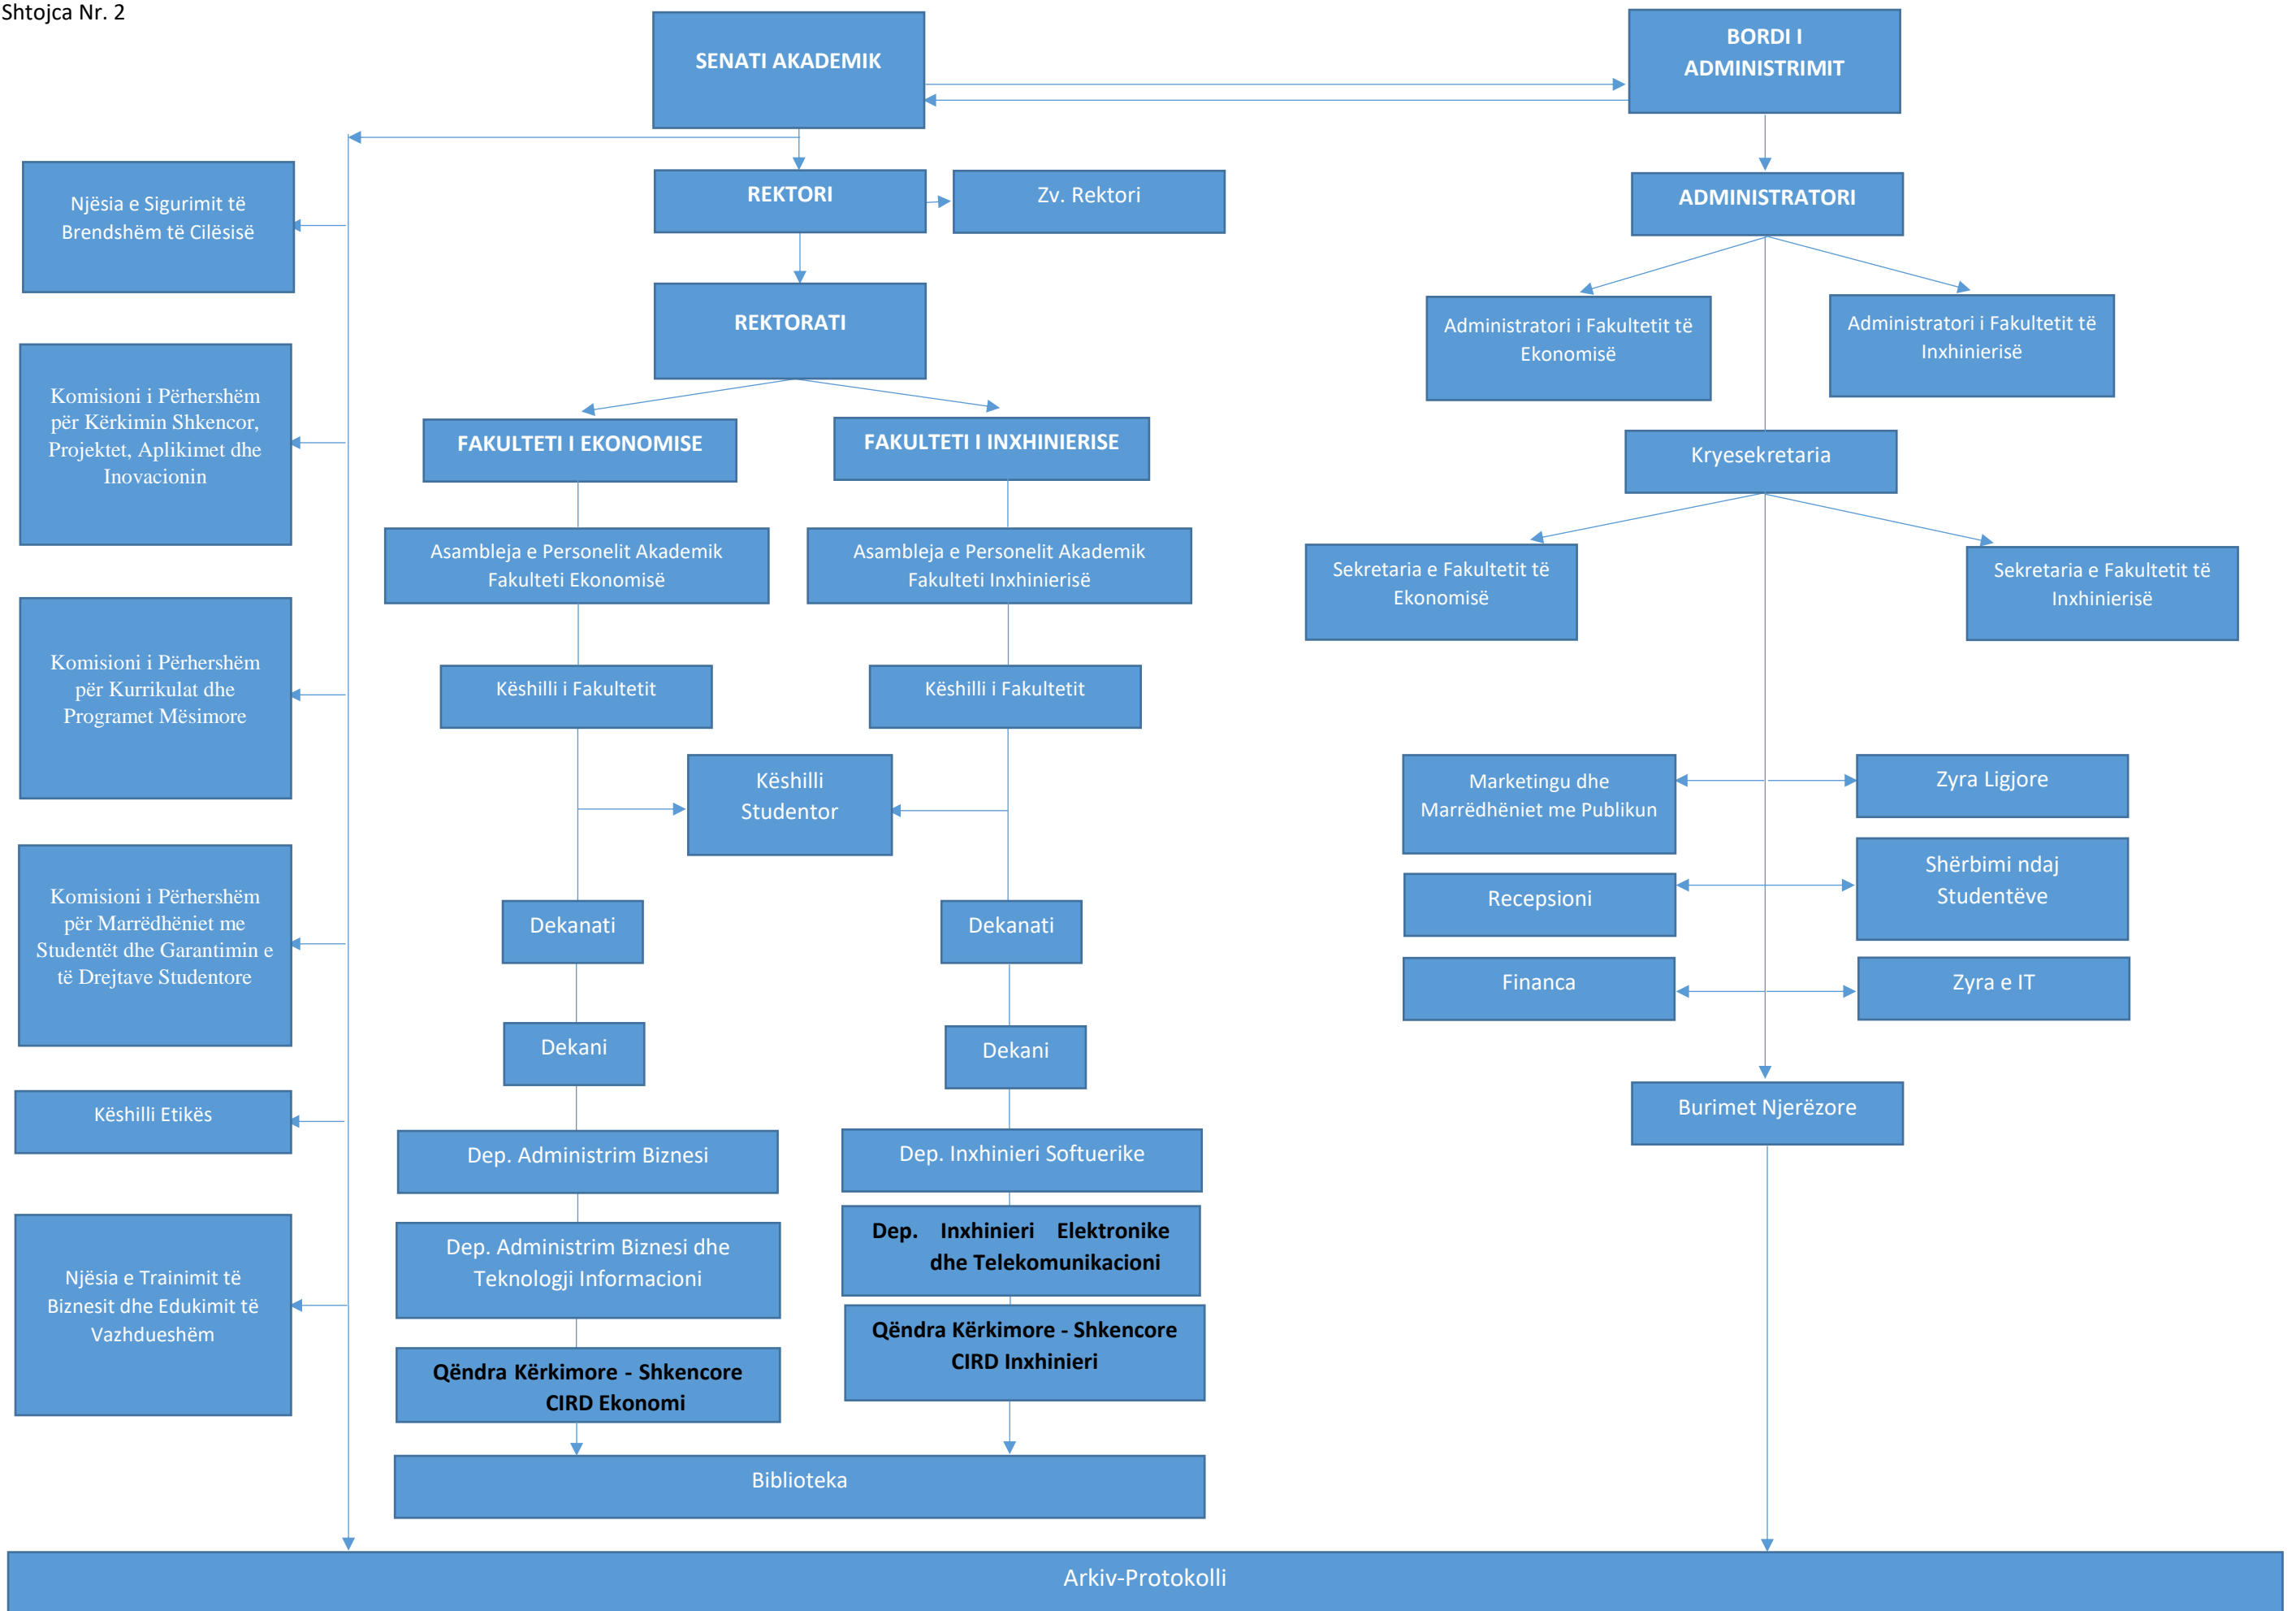 Shtojca Nr. 2
SENATI AKADEMIK
BORDI I
ADMINISTRIMIT
REKTORI
Zv. Rektori
ADMINISTRATORI
Njësia e Sigurimit të
Brendshëm të Cilësisë
REKTORATI
Administratori i Fakultetit të
Ekonomisë
Administratori i Fakultetit të
Inxhinierisë
Komisioni i Përhershëm
për Kërkimin Shkencor,
Projektet, Aplikimet dhe
Inovacionin
FAKULTETI I EKONOMISE
FAKULTETI I INXHINIERISE
Kryesekretaria
Asambleja e Personelit Akademik
Fakulteti Ekonomisë
Asambleja e Personelit Akademik
Fakulteti Inxhinierisë
Sekretaria e Fakultetit të
Ekonomisë
Sekretaria e Fakultetit të
Inxhinierisë
Komisioni i Përhershëm
për Kurrikulat dhe
Programet Mësimore
Këshilli i Fakultetit
Këshilli i Fakultetit
Këshilli
Studentor
Marketingu dhe
Marrëdhëniet me Publikun
Zyra Ligjore
Komisioni i Përhershëm
për Marrëdhëniet me
Studentët dhe Garantimin e
të Drejtave Studentore
Dekanati
Dekanati
Recepsioni
Shërbimi ndaj
Studentëve
Financa
Zyra e IT
Dekani
Dekani
Këshilli Etikës
Burimet Njerëzore
Dep. Administrim Biznesi
Dep. Inxhinieri Softuerike
Dep. Administrim Biznesi dhe
Teknologji Informacioni
Dep. Inxhinieri Elektronike
dhe Telekomunikacioni
Njësia e Trainimit të
Biznesit dhe Edukimit të
Vazhdueshëm
Qëndra Kërkimore - Shkencore
CIRD Ekonomi
Qëndra Kërkimore - Shkencore
CIRD Inxhinieri
Biblioteka
Arkiv-Protokolli